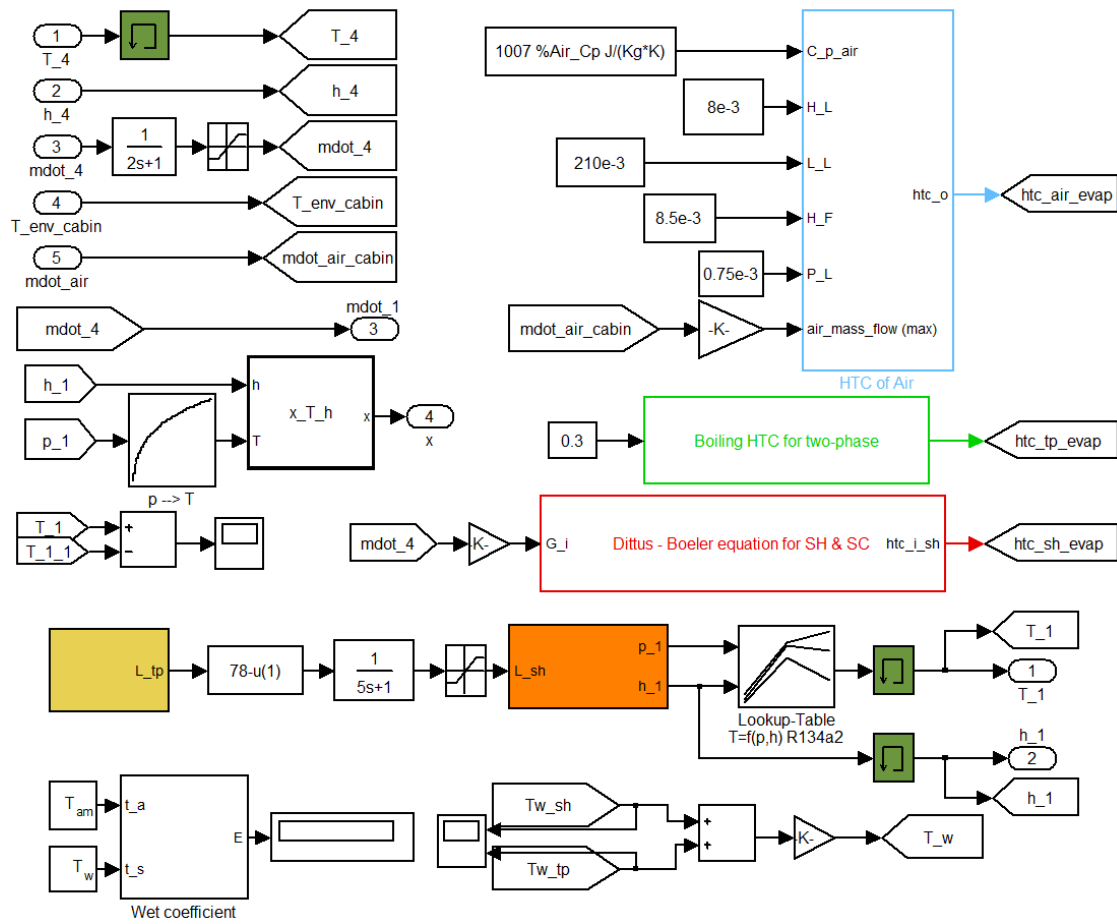 1
T_4
T_4
2
h_4
h_4
3
mdot_4
1
2s+1
mdot_4
4
T_env_cabin
T_env_cabin
5
mdot_air
mdot_air_cabin
mdot_4
mdot_1
3
h_1
p_1
p --> T
h
T
x_T_h
x
4
x
T_1
T_1_1
+
−
1007 %Air_Cp J/(Kg*K)
8e-3
210e-3
8.5e-3
0.75e-3
mdot_air_cabin
-K-
C_p_air
H_L
L_L
H_F
P_L
air_mass_flow (max)
htc_o
HTC of Air
htc_air_evap
0.3
Boiling HTC for two-phase
htc_tp_evap
mdot_4
-K-
G_i
Dittus - Boeler equation for SH & SC
htc_i_sh
htc_sh_evap
L_tp
78-u(1)
1
5s+1
L_sh
p_1
h_1
Lookup-Table
T=f(p,h) R134a2
T_1
1
T_1
h_1
2
h_1
T_am
T_w
t_a
t_s
E
Wet coefficient
Tw_sh
Tw_tp
+
+
-K-
T_w